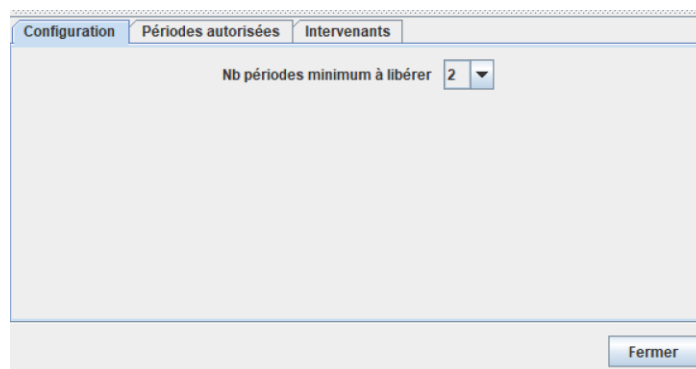 Configuration Périodes autorisées Intervenants
Nb périodes minimum à libérer 2
Fermer